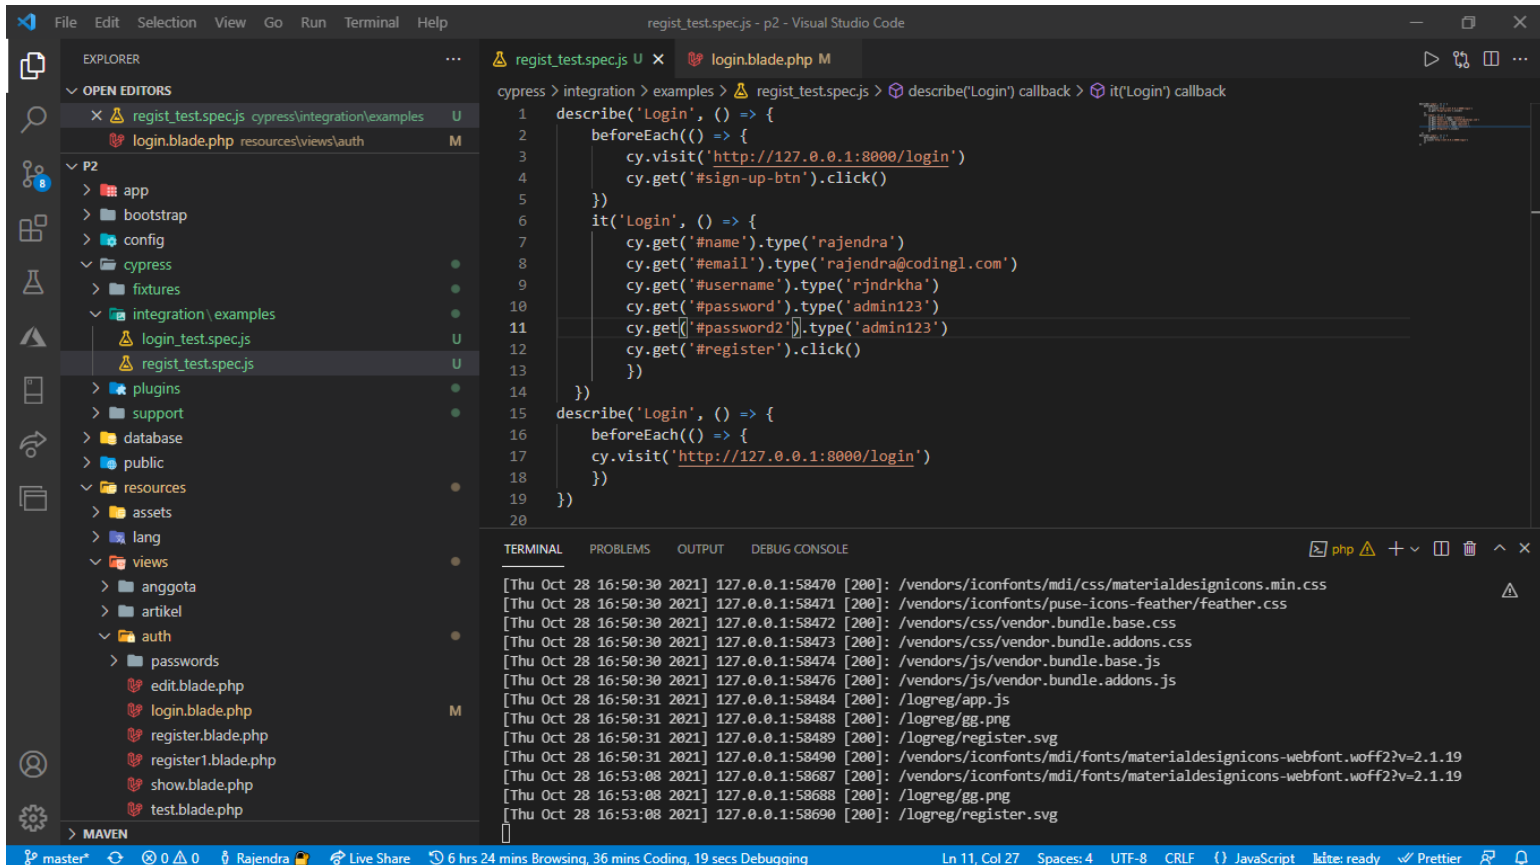 File Edit Selection View Go Run Terminal Help
regist_test.spec.js - p2 - Visual Studio Code
EXPLORER
OPEN EDITORS
regist_test.spec.js cypress\integration\examples U
login.blade.php resources\views\auth M
P2
app
bootstrap
config
cypress
fixtures
integration\examples
login_test.spec.js U
regist_test.spec.js U
plugins
support
database
public
resources
assets
lang
views
anggota
artikel
auth
passwords
edit.blade.php
login.blade.php M
register.blade.php
register1.blade.php
show.blade.php
test.blade.php
MAVEN
8
regist_test.spec.js U
login.blade.php M
cypress > integration > examples > regist_test.spec.js > describe('Login') callback > it('Login') callback
1 describe('Login', () => {
2 beforeEach(() => {
3 cy.visit('http://127.0.0.1:8000/login')
4 cy.get('#sign-up-btn').click()
5 })
6 it('Login', () => {
7 cy.get('#name').type('rajendra')
8 cy.get('#email').type('rajendra@codingl.com')
9 cy.get('#username').type('rjndrkha')
10 cy.get('#password').type('admin123')
11 cy.get('#password2').type('admin123')
12 cy.get('#register').click()
13 })
14 })
15 describe('Login', () => {
16 beforeEach(() => {
17 cy.visit('http://127.0.0.1:8000/login')
18 })
19 })
20
TERMINAL PROBLEMS OUTPUT DEBUG CONSOLE
php
[Thu Oct 28 16:50:30 2021] 127.0.0.1:58470 [200]: /vendors/iconfonts/mdi/css/materialdesignicons.min.css
[Thu Oct 28 16:50:30 2021] 127.0.0.1:58471 [200]: /vendors/iconfonts/puse-icons-feather/feather.css
[Thu Oct 28 16:50:30 2021] 127.0.0.1:58472 [200]: /vendors/css/vendor.bundle.base.css
[Thu Oct 28 16:50:30 2021] 127.0.0.1:58473 [200]: /vendors/css/vendor.bundle.addons.css
[Thu Oct 28 16:50:30 2021] 127.0.0.1:58474 [200]: /vendors/js/vendor.bundle.base.js
[Thu Oct 28 16:50:30 2021] 127.0.0.1:58476 [200]: /vendors/js/vendor.bundle.addons.js
[Thu Oct 28 16:50:31 2021] 127.0.0.1:58484 [200]: /logreg/app.js
[Thu Oct 28 16:50:31 2021] 127.0.0.1:58488 [200]: /logreg/gg.png
[Thu Oct 28 16:50:31 2021] 127.0.0.1:58489 [200]: /logreg/register.svg
[Thu Oct 28 16:50:31 2021] 127.0.0.1:58490 [200]: /vendors/iconfonts/mdi/fonts/materialdesignicons-webfont.woff2?v=2.1.19
[Thu Oct 28 16:53:08 2021] 127.0.0.1:58687 [200]: /vendors/iconfonts/mdi/fonts/materialdesignicons-webfont.woff2?v=2.1.19
[Thu Oct 28 16:53:08 2021] 127.0.0.1:58688 [200]: /logreg/gg.png
[Thu Oct 28 16:53:08 2021] 127.0.0.1:58690 [200]: /logreg/register.svg
master* 0 0 Rajendra Live Share 6 hrs 24 mins Browsing, 36 mins Coding, 19 secs Debugging Ln 11, Col 27 Spaces: 4 UTF-8 CRLF {} JavaScript kite: ready Prettier